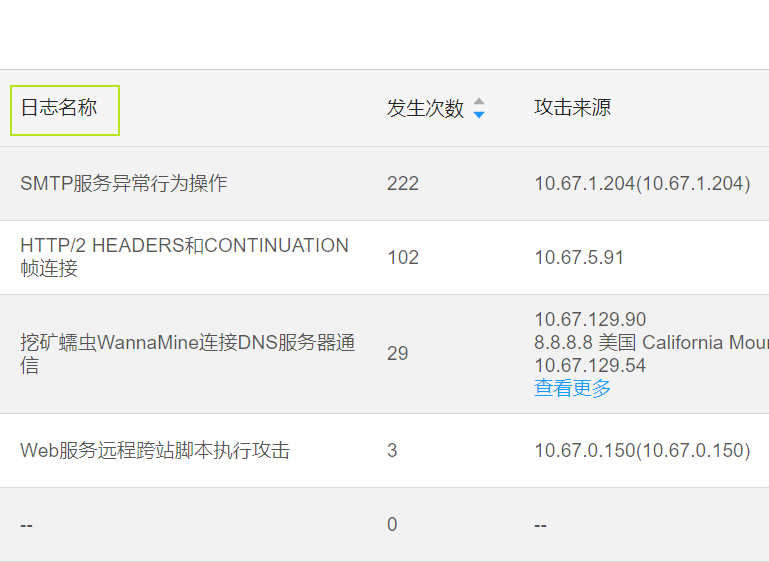 日志名称 发生次数 攻击来源
SMTP服务异常行为操作 222 10.67.1.204(10.67.1.204)
HTTP/2 HEADERS和CONTINUATION
帧连接 102 10.67.5.91
挖矿蠕虫WannaMine连接DNS服务器通
信 29
10.67.129.90
8.8.8.8 美国 California
10.67.129.54
查看更多
Web服务远程跨站脚本执行攻击 3 10.67.0.150(10.67.0.150)
-- 0 --